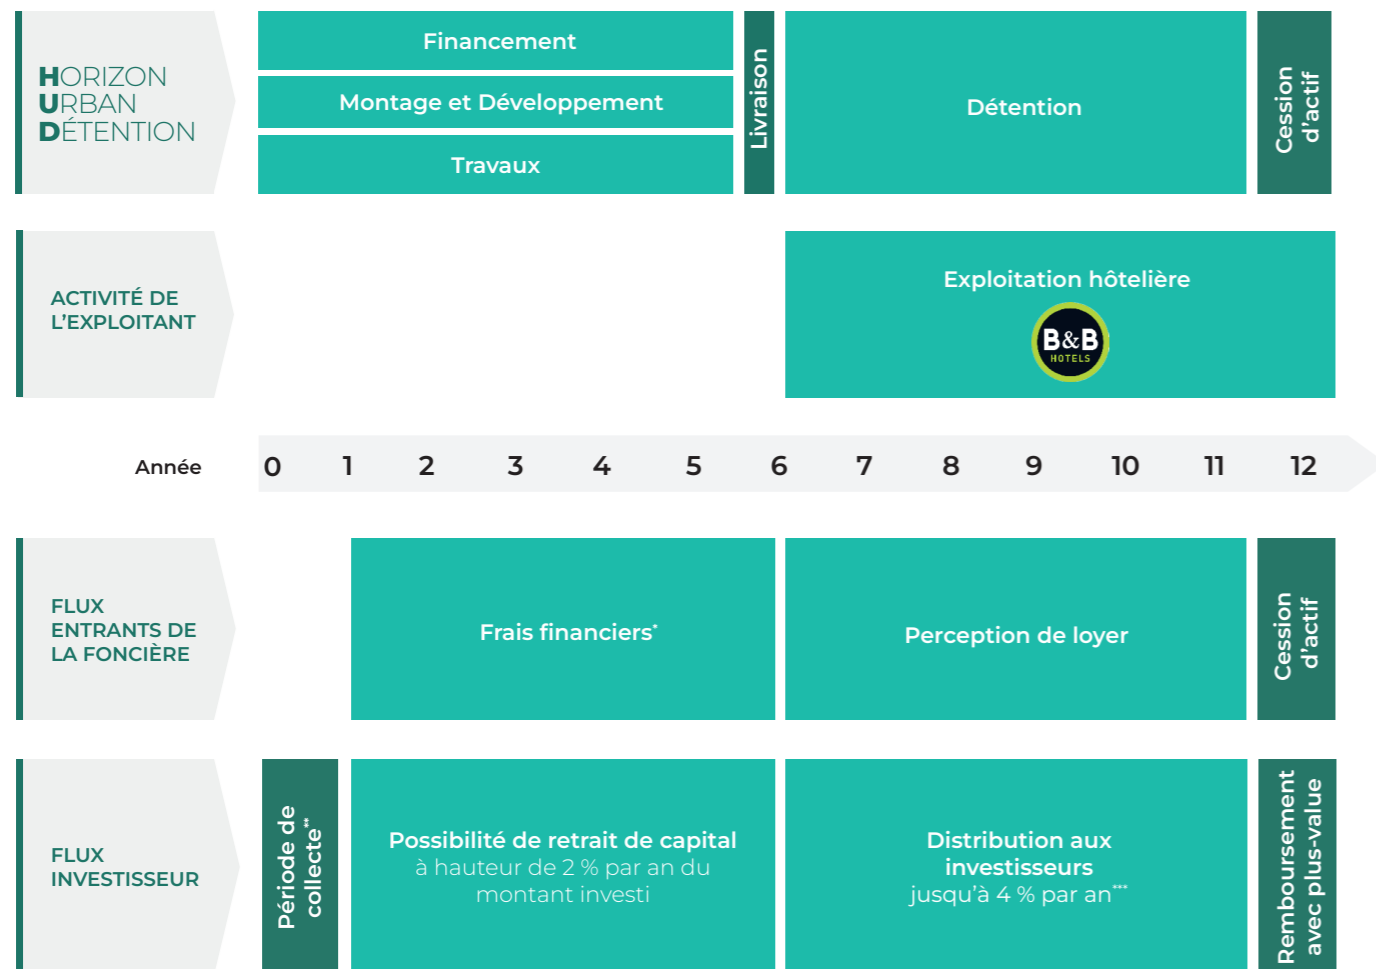 HORIZON
URBAN
DÉTENTION
Financement
Montage et Développement
Travaux
Livraison
Détention
Cession
d'actif
ACTIVITÉ DE
L'EXPLOITANT
Exploitation hôtelière
B&B
HOTELS
Année
0 1 2 3 4 5 6 7 8 9 10 11 12
FLUX
ENTRANTS DE
LA FONCIÈRE
Frais financiers*
Perception de loyer
Cession
d'actif
FLUX
INVESTISSEUR
Période de
collecte**
Possibilité de retrait de capital
à hauteur de 2 % par an du
montant investi
Distribution aux
investisseurs
jusqu'à 4 % par an***
Remboursement
avec plus-value